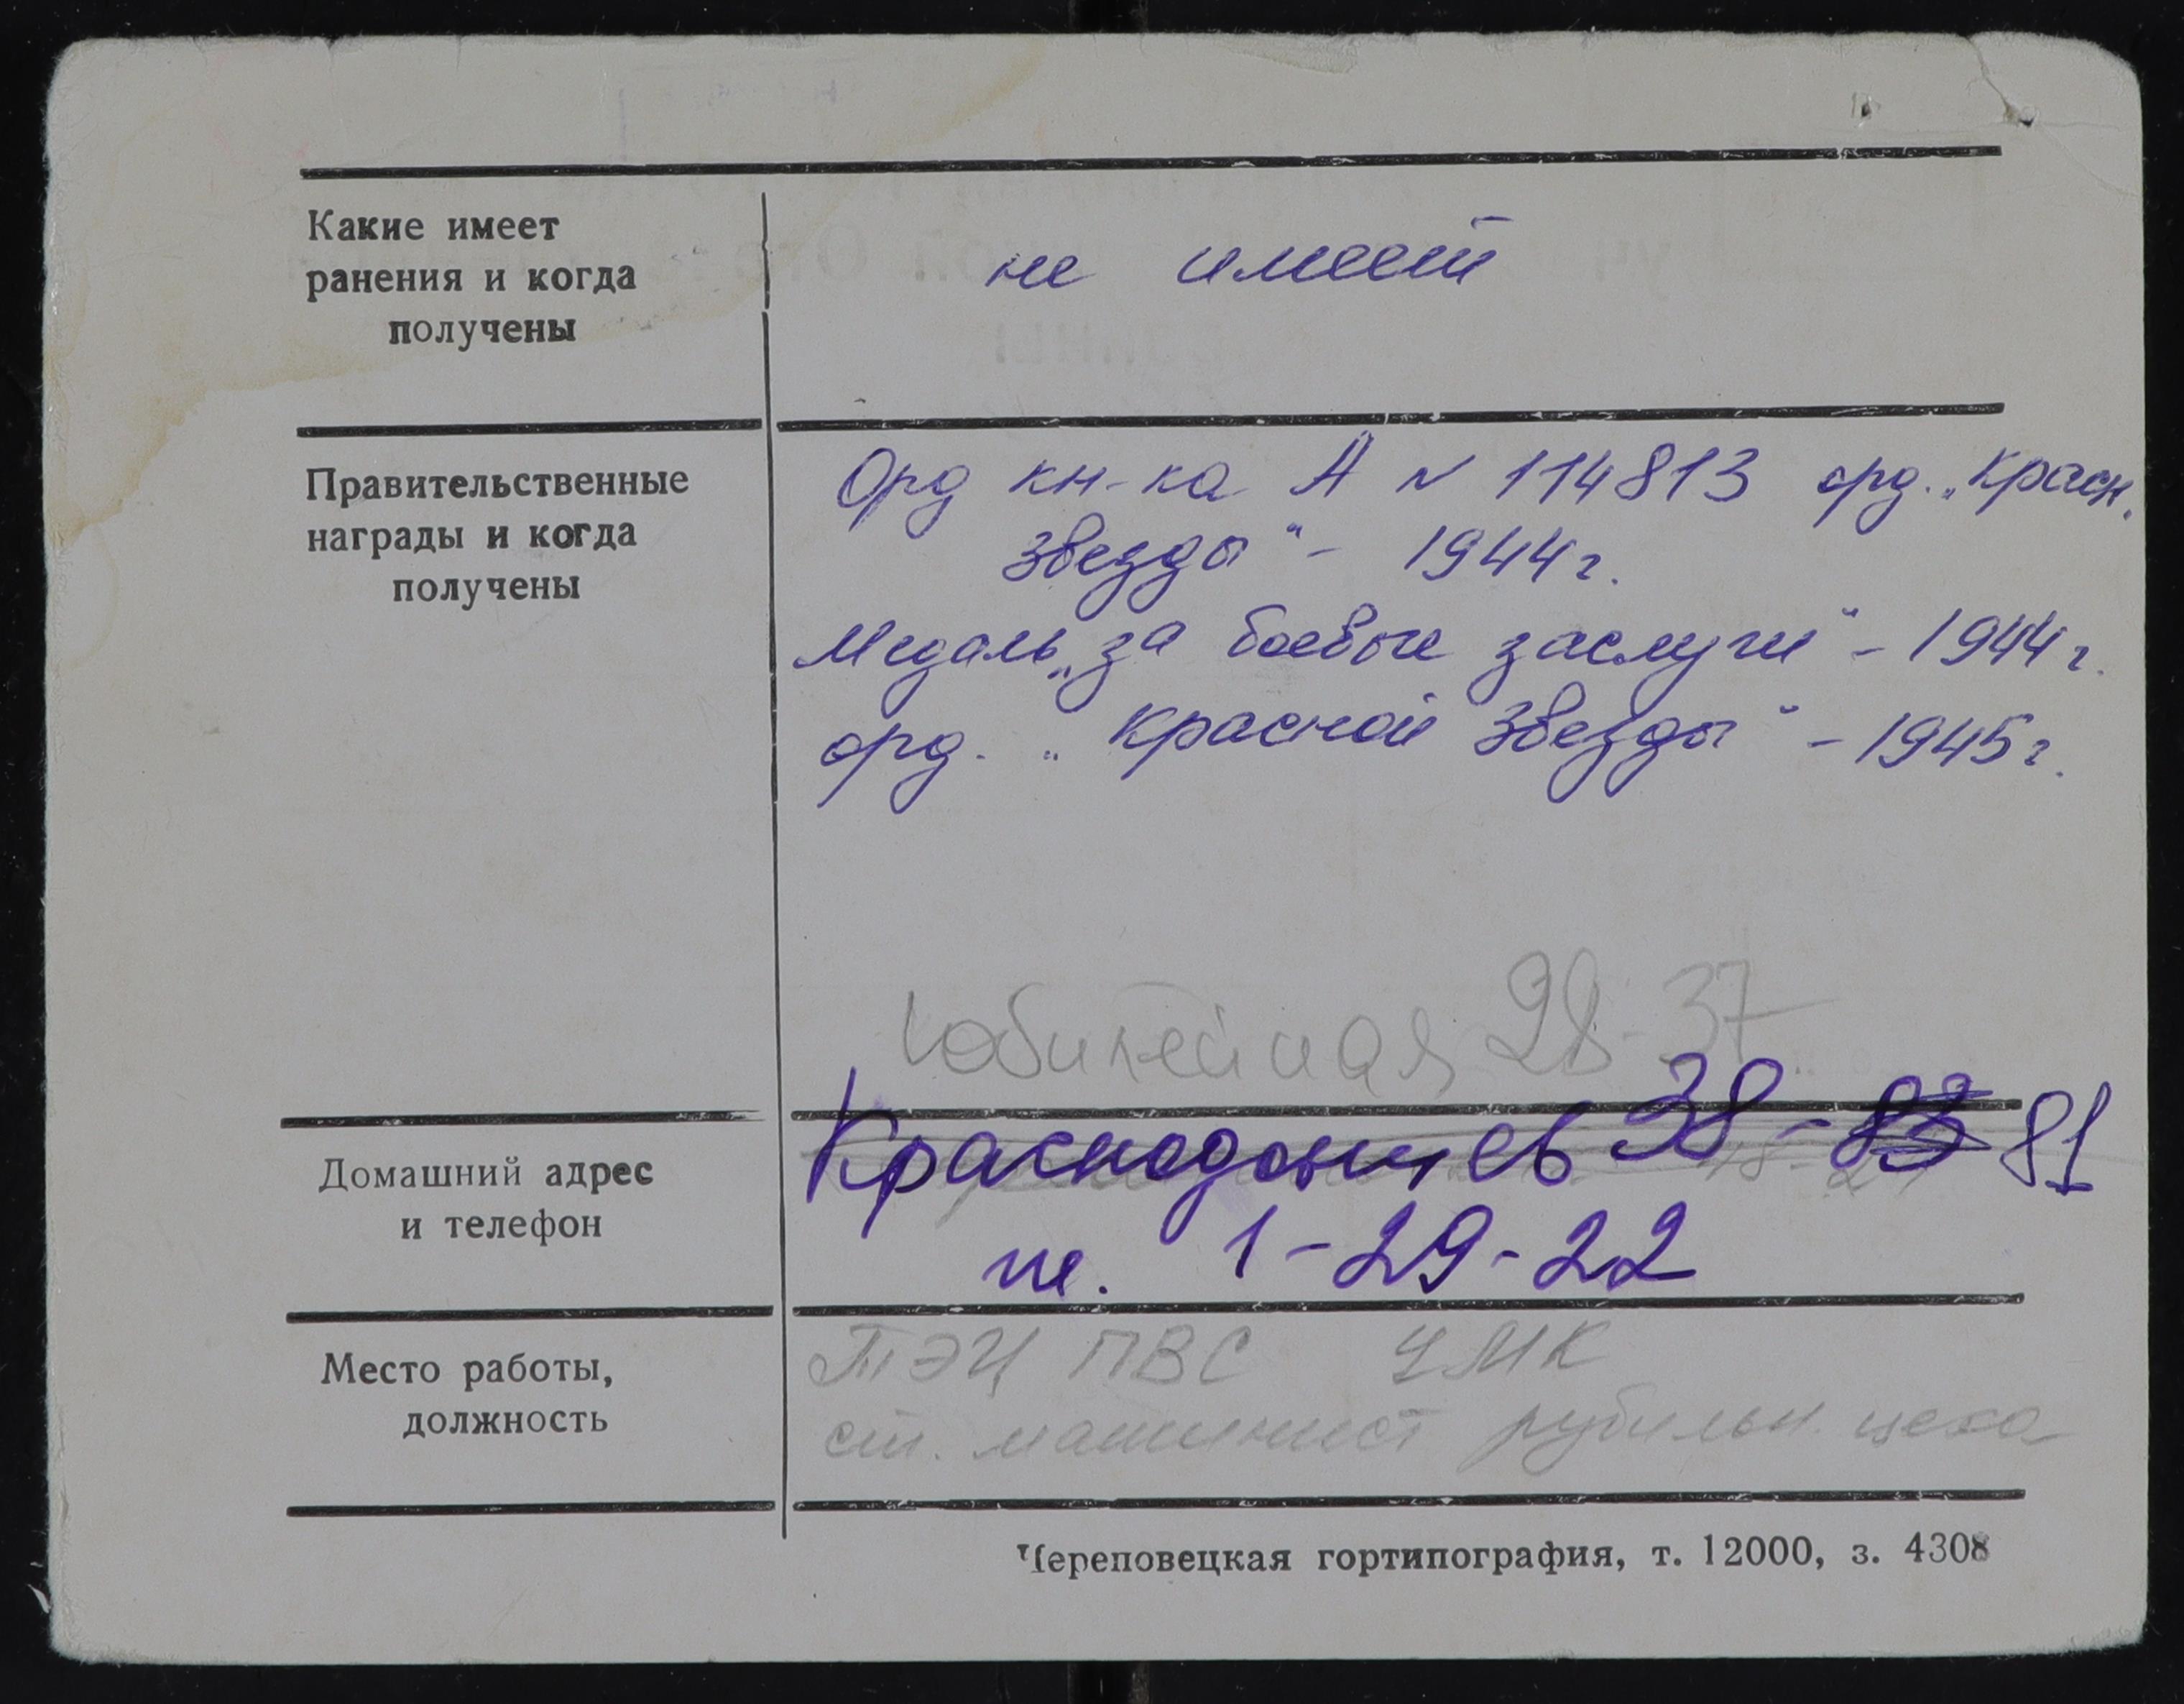 Какие имеет
ранения и когда
получены
не имеет
Правительственные
награды и когда
получены
Орд кн-ка А № 114813 орд. „Красн.
Звезды" - 1944 г.
Медаль „за боевые заслуги" - 1944 г.
орд. „Красной Звезды" - 1945 г.
Юбилейная 28-37
Домашний адрес
и телефон
Краснодонцев 38-83 81
т. 1-29-22
Место работы,
должность
ТЭЦ ПВС ЧМК
ст. машинист рубильн. цеха
Череповецкая гортипография, т. 12000, з. 4308